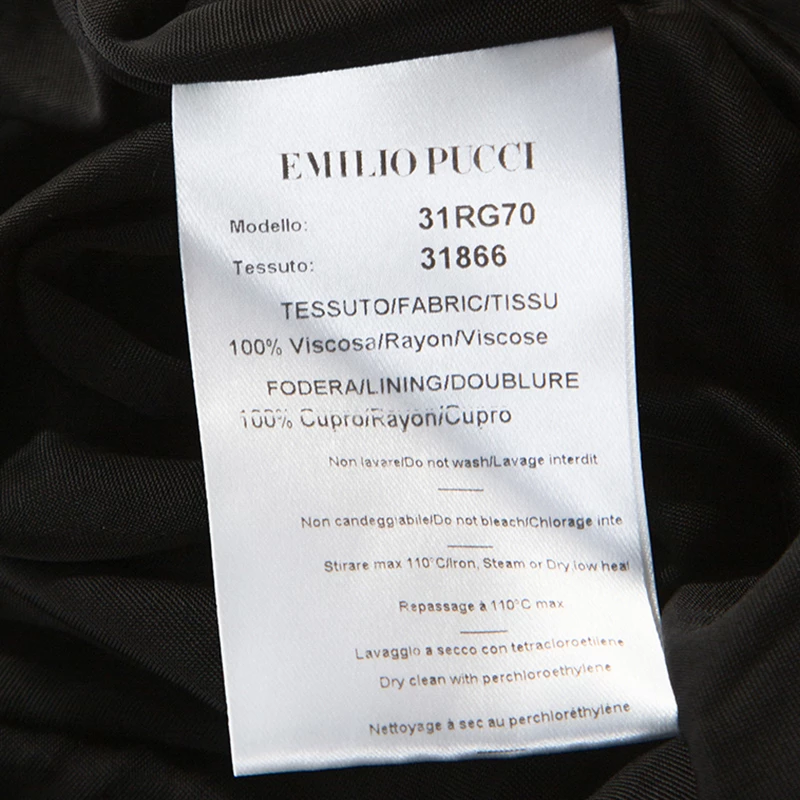 EMILIO PUCCI
Modello: 31RG70
Tessuto: 31866
TESSUTO/FABRIC/TISSU
100% Viscosa/Rayon/Viscose
FODERA/LINING/DOUBLURE
100% Cupro/Rayon/Cupro
Non lavare/Do not wash/Lavage interdit
Non candeggiabile/Do not bleach/Chlorage inte
Stirare max 110°C/Iron, Steam or Dry,low heat
Repassage à 110°C max
Lavaggio a secco con tetracloroetilene
Dry clean with perchloroethylene
Nettoyage à sec au perchloréthylène